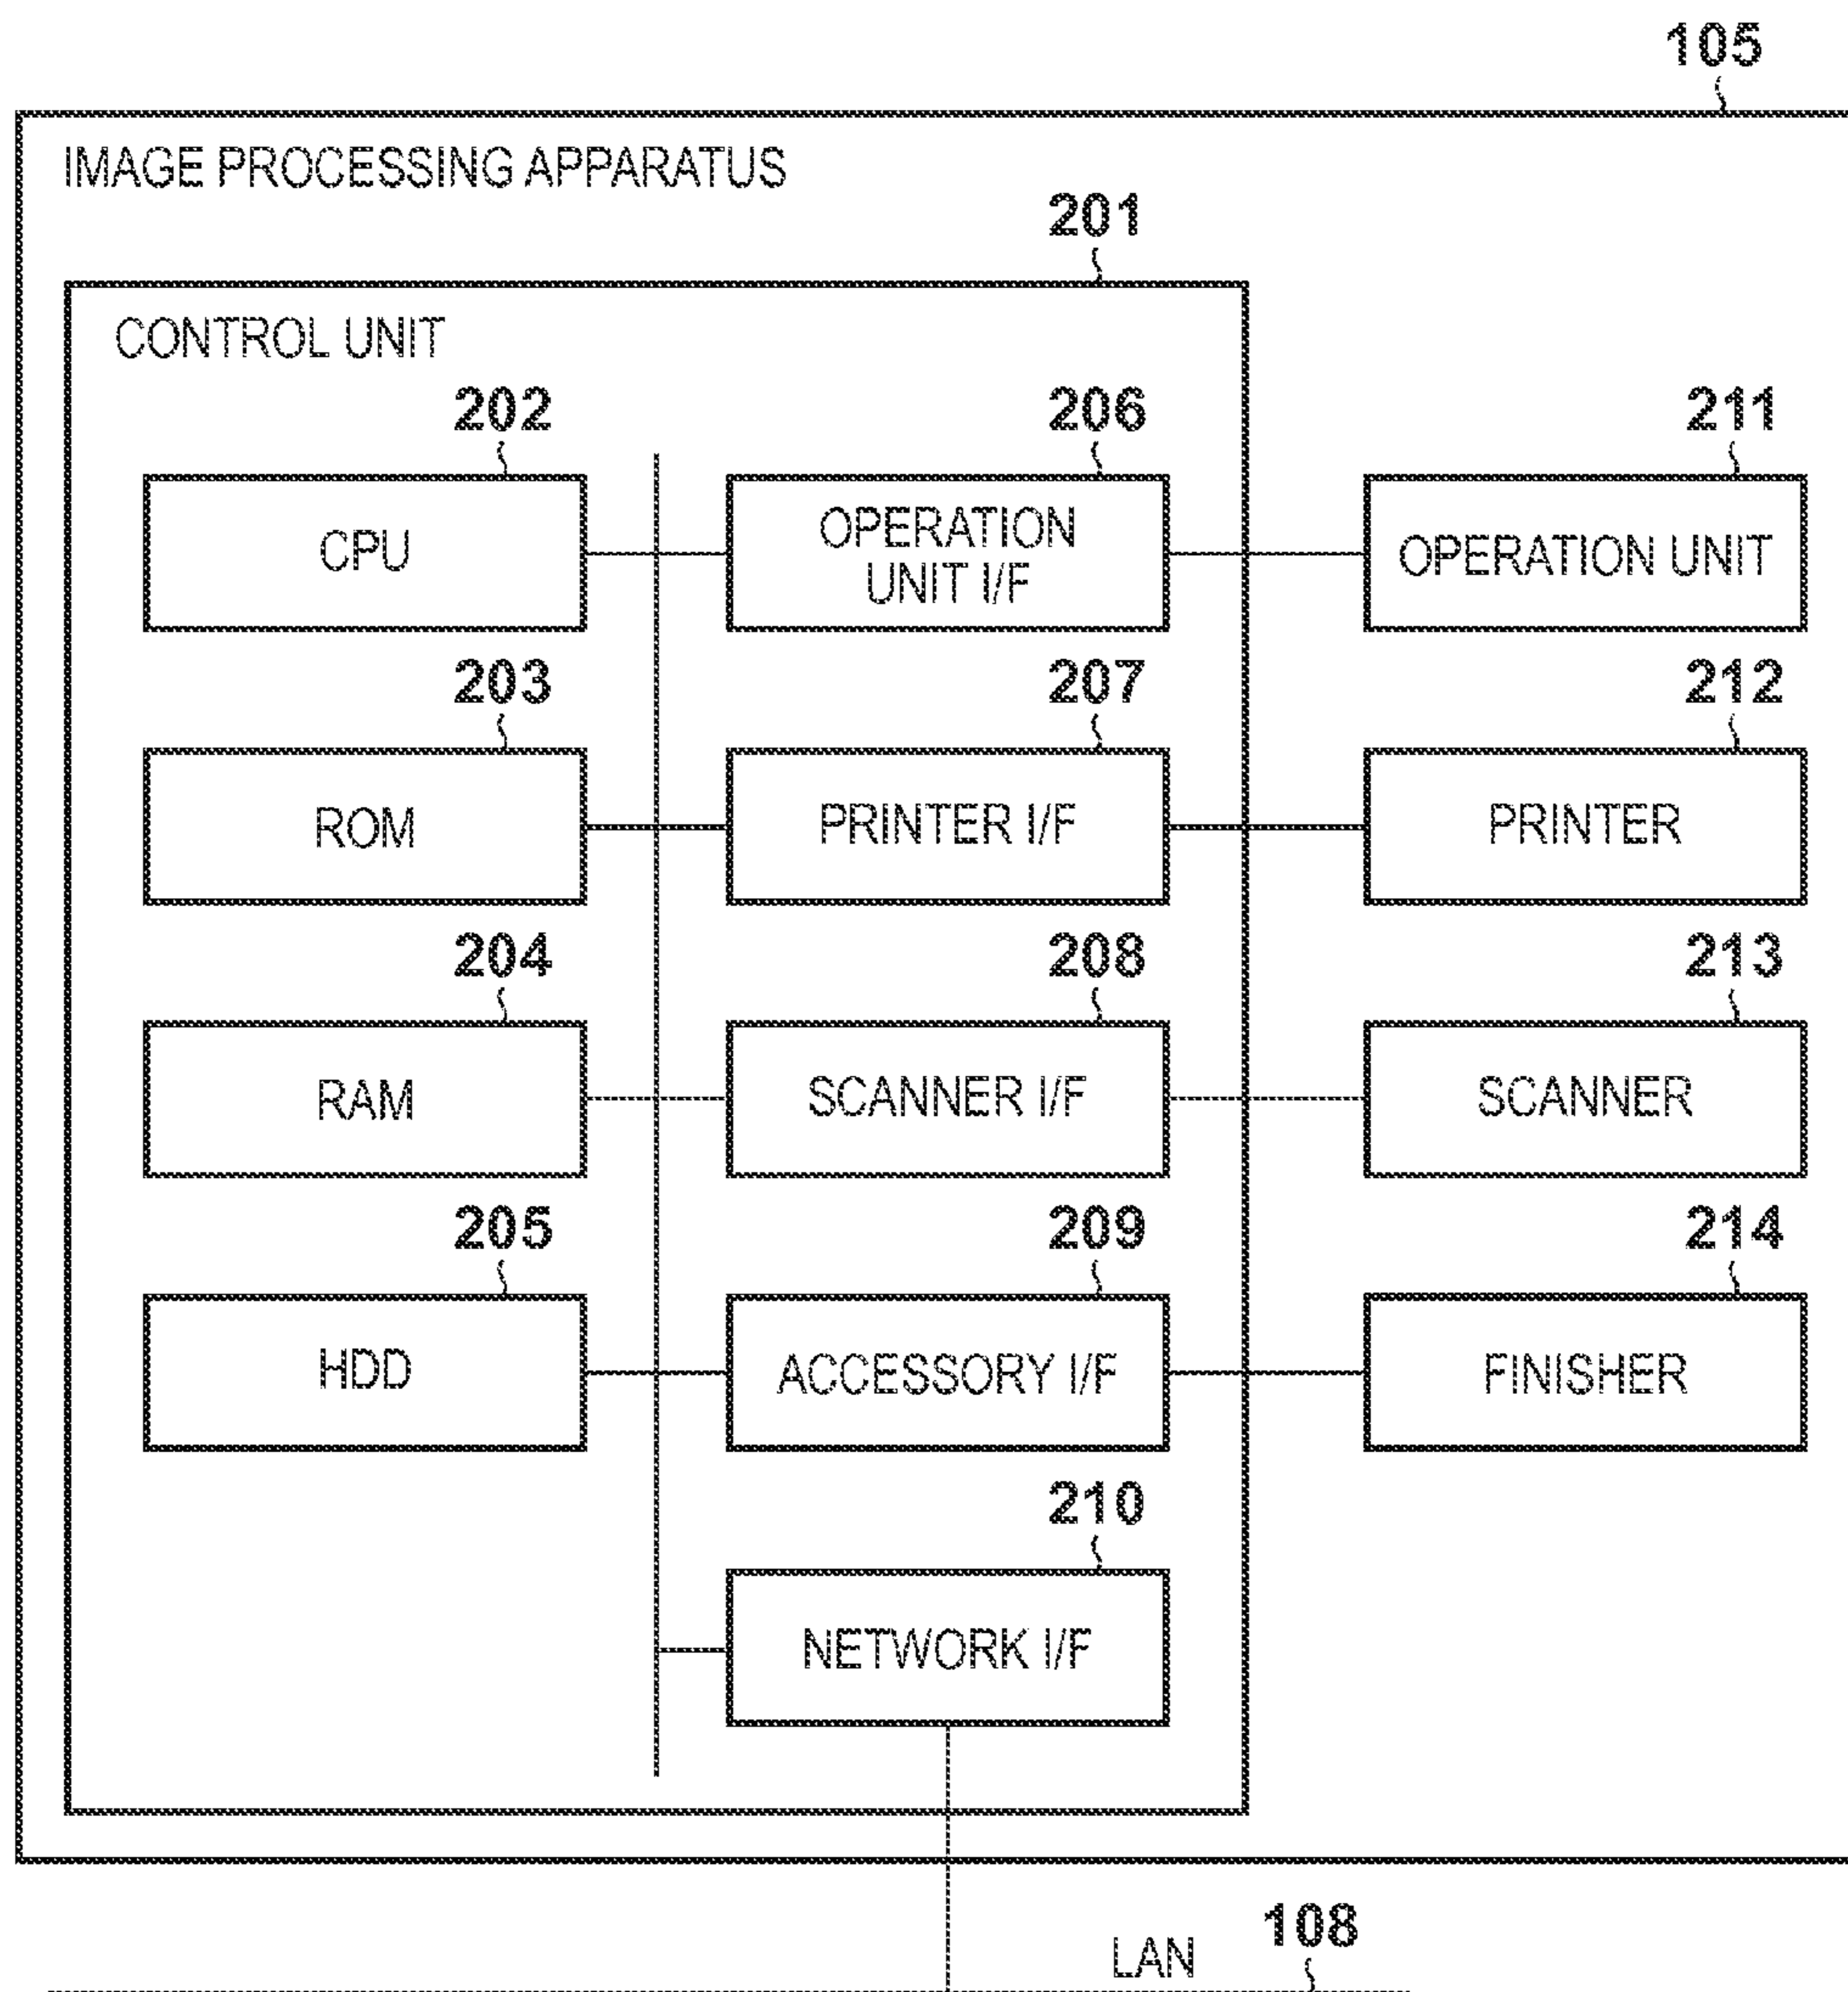 105
IMAGE PROCESSING APPARATUS
201
CONTROL UNIT
202
206
211
CPU
OPERATION
UNIT I/F
OPERATION UNIT
203
207
212
ROM
PRINTER I/F
PRINTER
204
208
213
RAM
SCANNER I/F
SCANNER
205
209
214
HDD
ACCESSORY I/F
FINISHER
210
NETWORK I/F
LAN
108